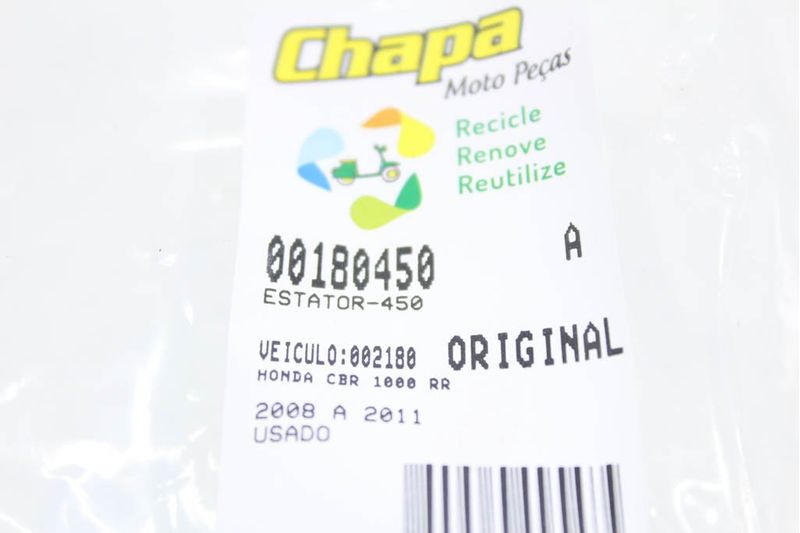 Chapa
Moto Peças
Recicle
Renove
Reutilize
00180450 A
ESTATOR-450
VEICULO:002180 ORIGINAL
HONDA CBR 1000 RR
2008 A 2011
USADO